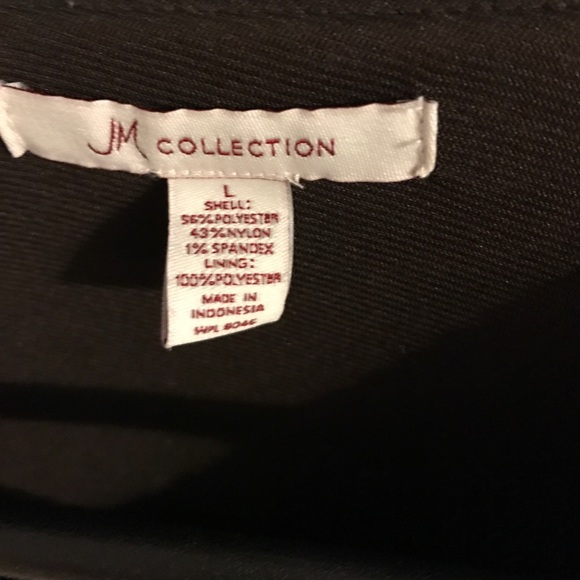 JM COLLECTION
L
SHELL:
56%POLYESTER
43%NYLON
1% SPANDEX
LINING:
100%POLYESTER
MADE IN
INDONESIA